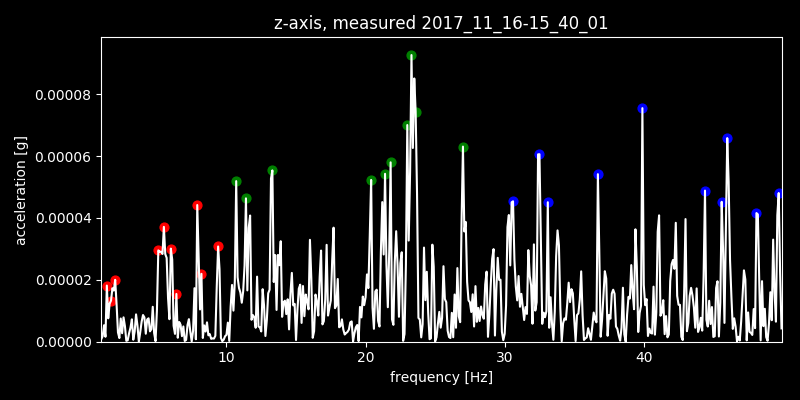 z-axis, measured 2017_11_16-15_40_01
0.00008
0.00006
0.00004
0.00002
0.00000
acceleration [g]
10 20 30 40
frequency [Hz]